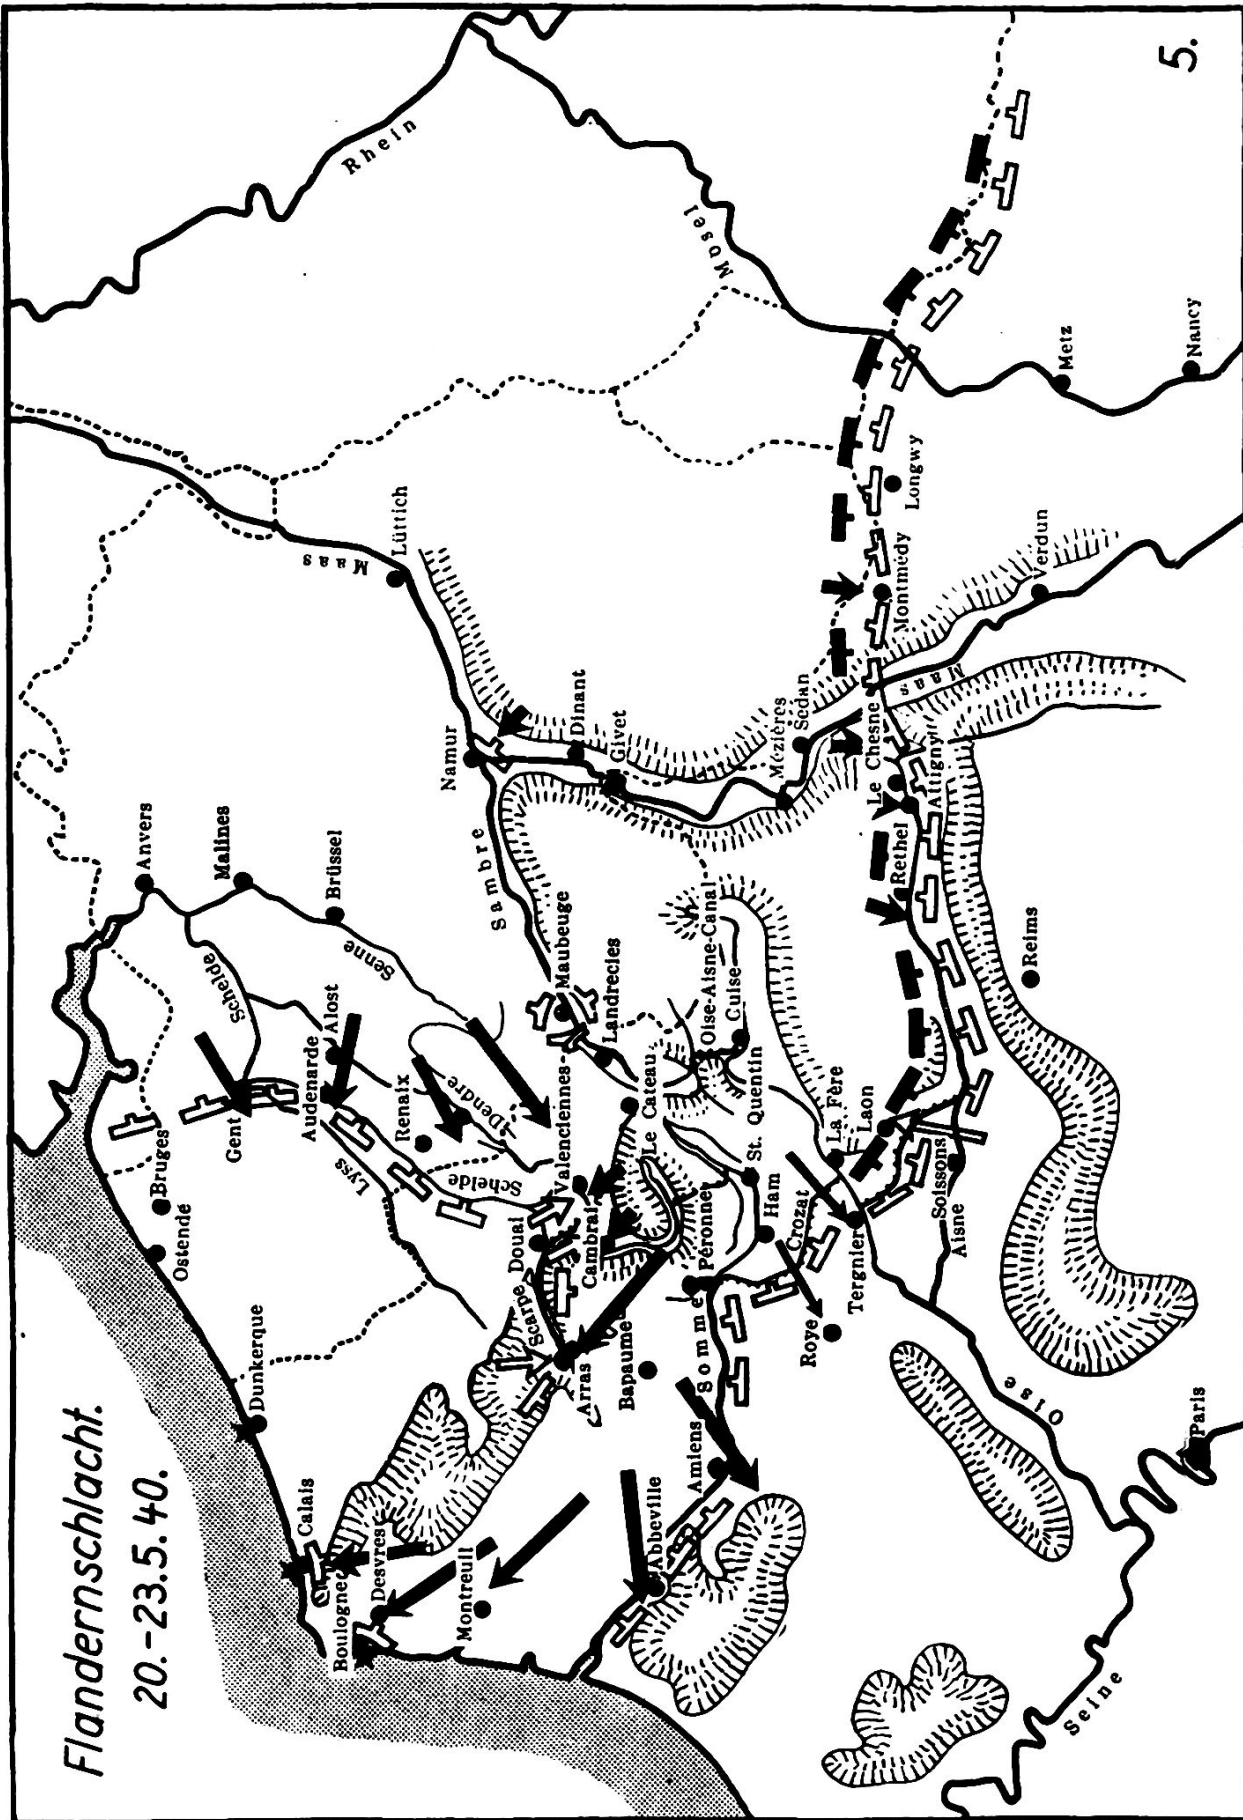 Flandernschlacht.
20.-23.5.40.
5.
Rhein
Mosel
Maas
Lüttich
Metz
Nancy
Longwy
Montmédy
Verdun
Maas
Namur
Dinant
Givet
Mézières
Sedan
Le Chesne
Attigny
Rethel
Reims
Anvers
Malines
Brüssel
Senne
Schelde
Alost
Sambre
Maubeuge
Landrecies
Oise-Aisne-Canal
Cuise
Gent
Audenarde
Renaix
Dendre
Lys
Schelde
Valenciennes
Le Cateau
St. Quentin
La Fère
Laon
Soissons
Aisne
Bruges
Ostende
Douai
Cambrai
Péronne
Ham
Crozat
Tergnier
Dunkerque
Scarpe
Arras
Bapaume
Somme
Roye
Oise
Calais
Boulogne
Desvres
Montreuil
Abbeville
Amiens
Paris
Seine